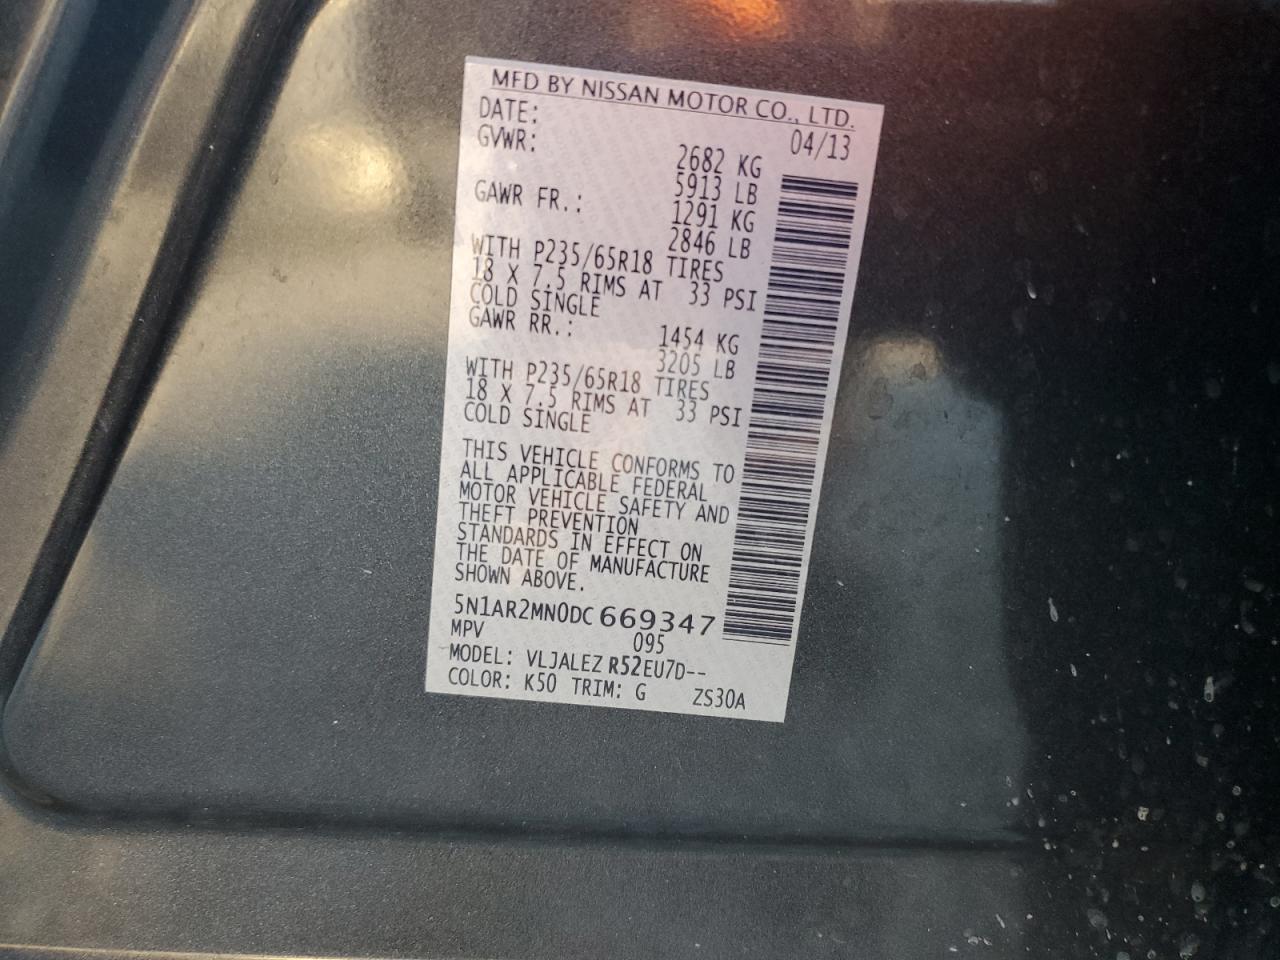 MFD BY NISSAN MOTOR CO., LTD.
DATE: 04/13
GVWR: 2682 KG
5913 LB
GAWR FR.: 1291 KG
2846 LB
WITH P235/65R18 TIRES
18 X 7.5 RIMS AT 33 PSI
COLD SINGLE
GAWR RR.: 1454 KG
3205 LB
WITH P235/65R18 TIRES
18 X 7.5 RIMS AT 33 PSI
COLD SINGLE
THIS VEHICLE CONFORMS TO
ALL APPLICABLE FEDERAL
MOTOR VEHICLE SAFETY AND
THEFT PREVENTION
STANDARDS IN EFFECT ON
THE DATE OF MANUFACTURE
SHOWN ABOVE.
5N1AR2MN0DC669347
MPV 095
MODEL: VLJALEZ R52EU7D--
COLOR: K50 TRIM: G ZS30A